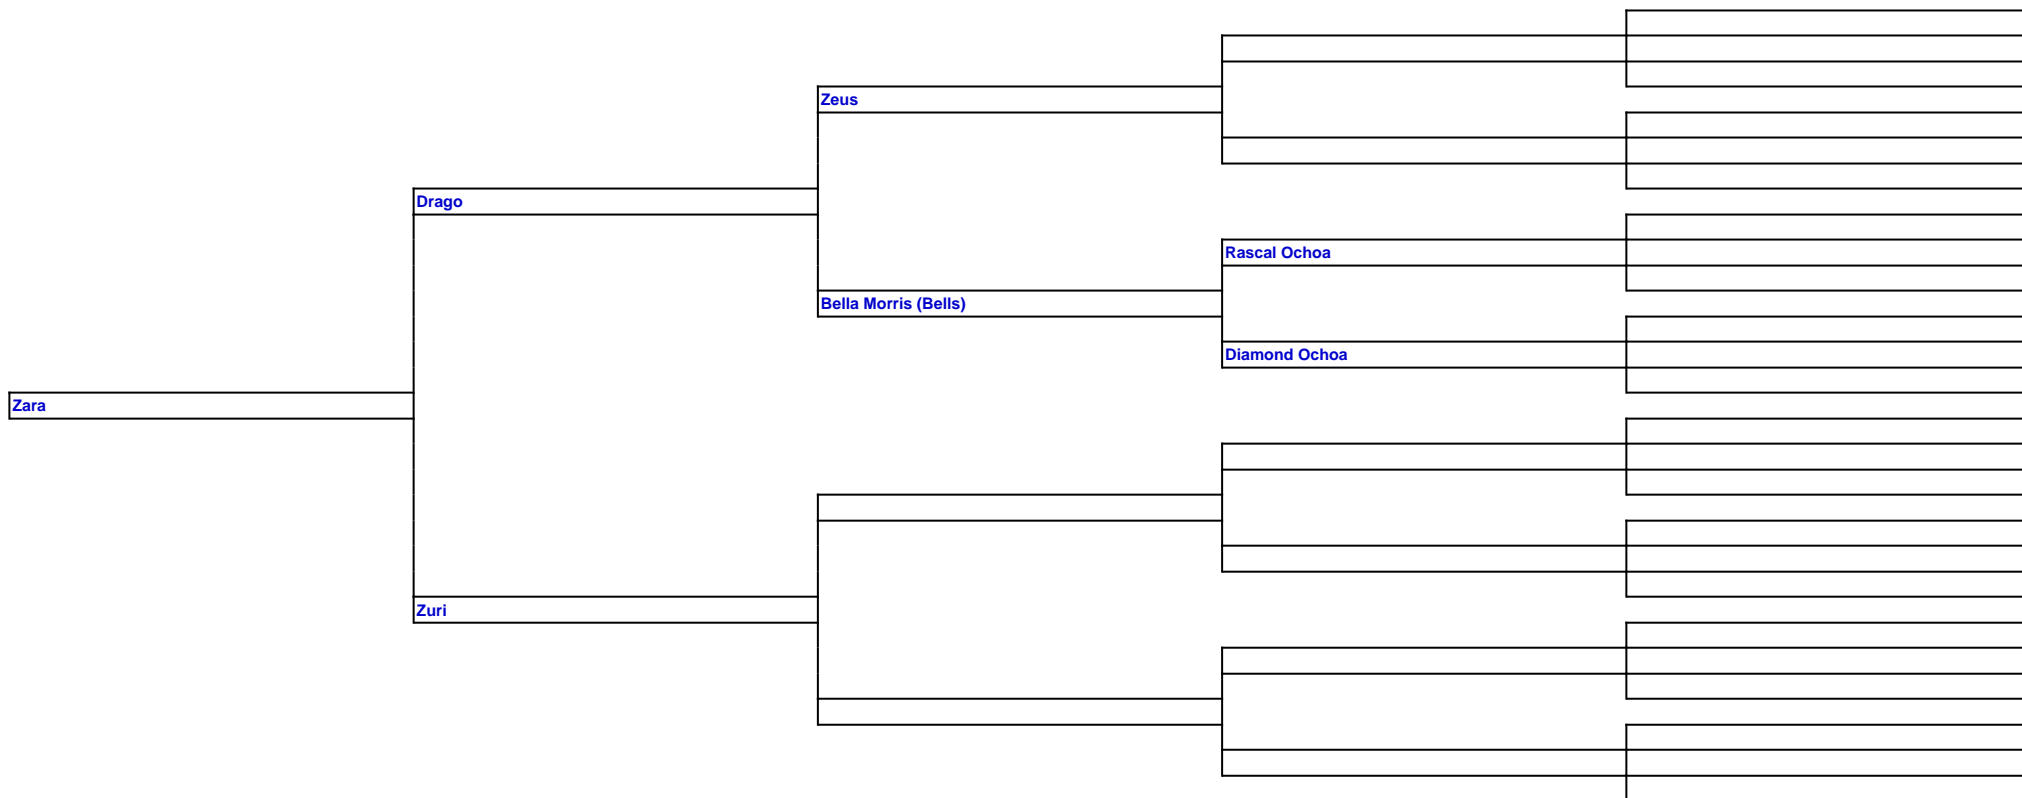 Zeus
Drago
Rascal Ochoa
Bella Morris (Bells)
Diamond Ochoa
Zara
Zuri